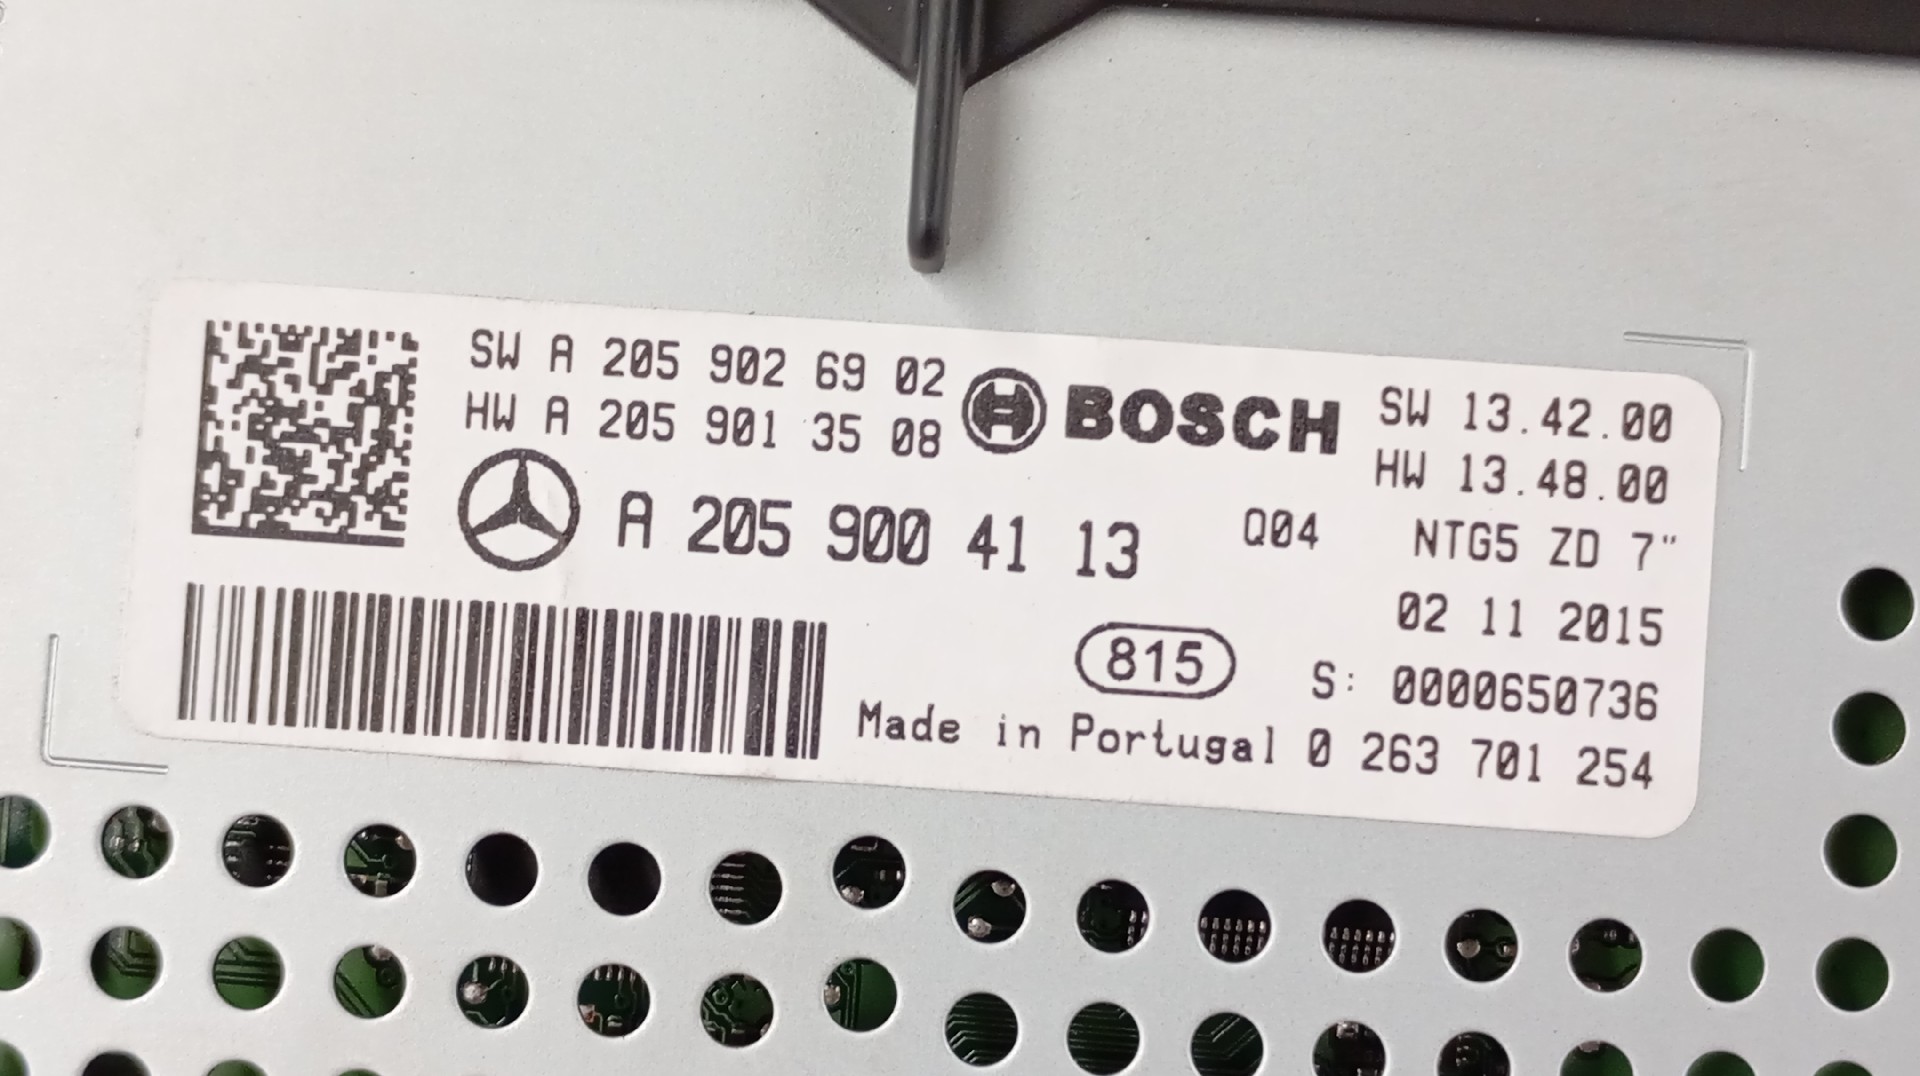 SW A 205 902 69 02
HW A 205 901 35 08
BOSCH
SW 13.42.00
HW 13.48.00
A 205 900 41 13
Q04 NTG5 ZD 7"
02 11 2015
815
S: 0000650736
Made in Portugal 0 263 701 254